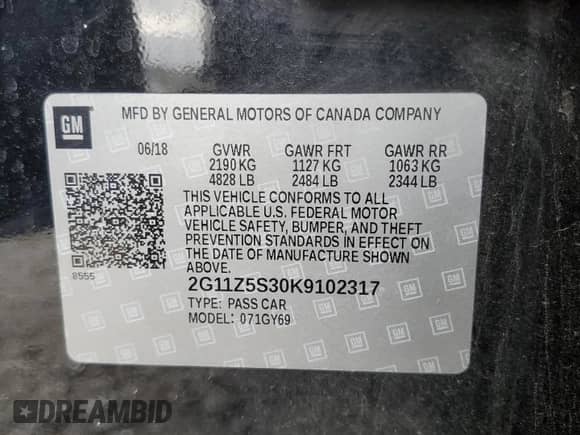 GM
MFD BY GENERAL MOTORS OF CANADA COMPANY
06/18 GVWR GAWR FRT GAWR RR
2190 KG 1127 KG 1063 KG
4828 LB 2484 LB 2344 LB
THIS VEHICLE CONFORMS TO ALL
APPLICABLE U.S. FEDERAL MOTOR
VEHICLE SAFETY, BUMPER, AND THEFT
PREVENTION STANDARDS IN EFFECT ON
THE DATE OF MANUFACTURE SHOWN
ABOVE.
8555
2G11Z5S30K9102317
TYPE: PASS CAR
MODEL: 071GY69
DREAMBID